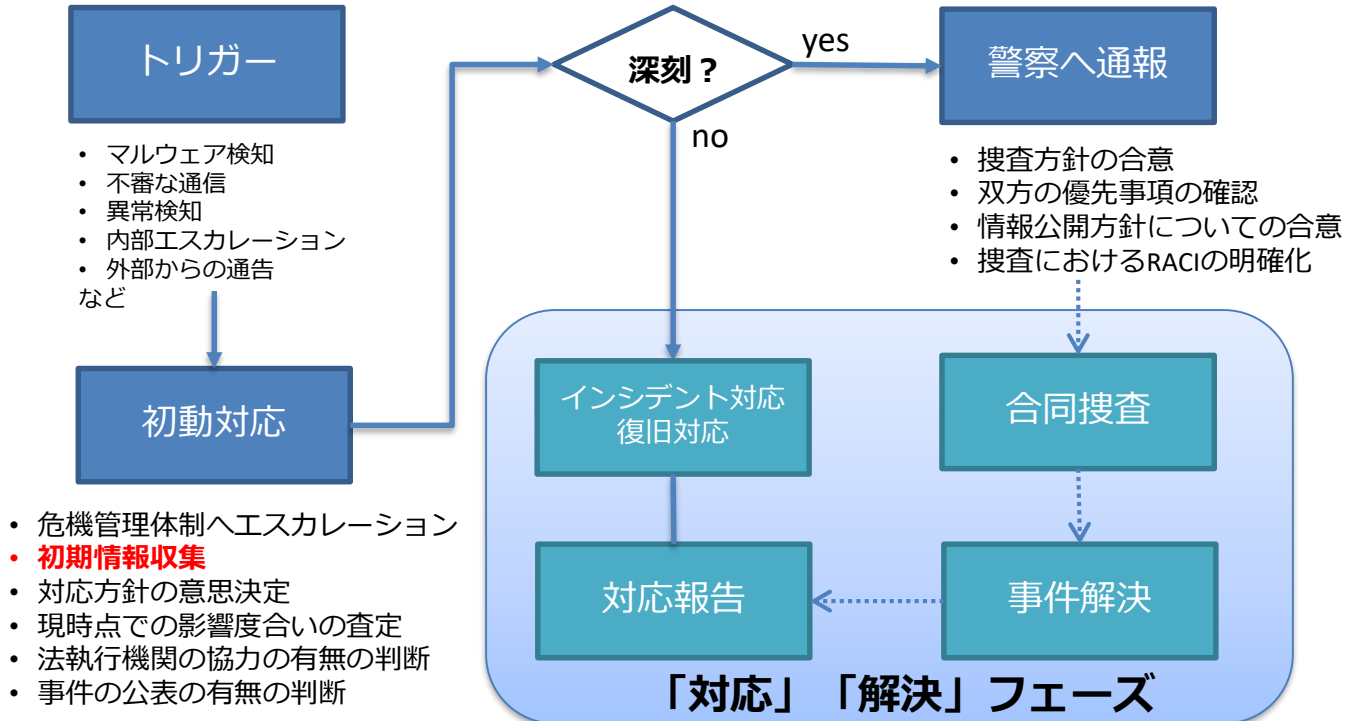 トリガー
• マルウェア検知
• 不審な通信
• 異常検知
• 内部エスカレーション
• 外部からの通告
など
初動対応
• 危機管理体制へエスカレーション
• 初期情報収集
• 対応方針の意思決定
• 現時点での影響度合いの査定
• 法執行機関の協力の有無の判断
• 事件の公表の有無の判断
深刻？
yes
no
警察へ通報
• 捜査方針の合意
• 双方の優先事項の確認
• 情報公開方針についての合意
• 捜査におけるRACIの明確化
インシデント対応
復旧対応
合同捜査
対応報告
事件解決
「対応」「解決」フェーズ